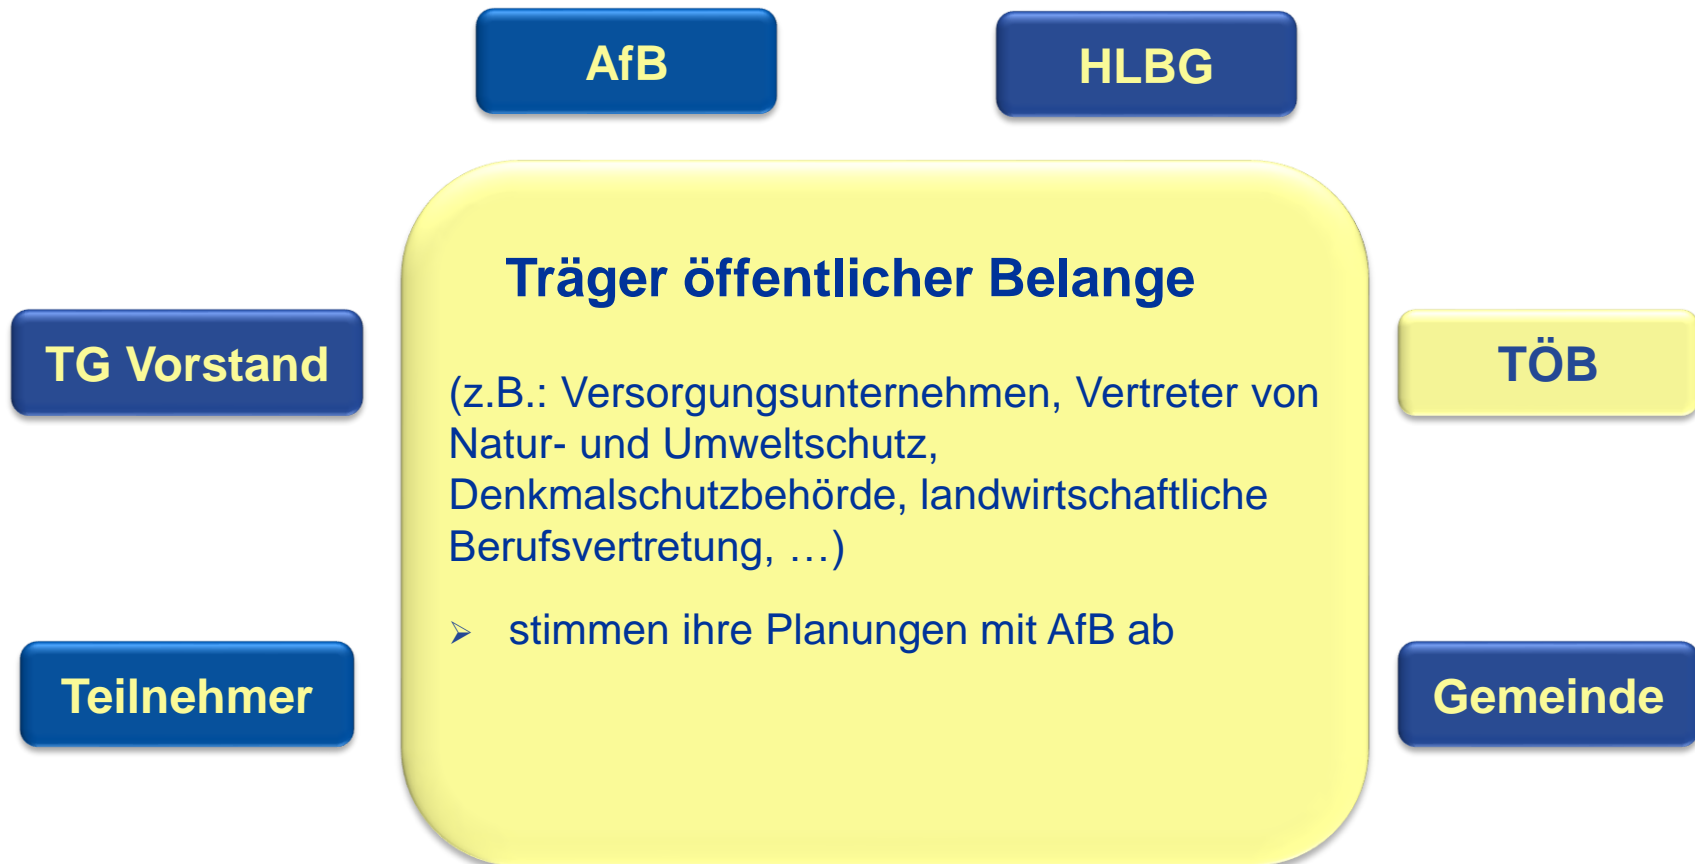 AfB
HLBG
Träger öffentlicher Belange
TG Vorstand
TÖB
(z.B.: Versorgungsunternehmen, Vertreter von
Natur- und Umweltschutz,
Denkmalschutzbehörde, landwirtschaftliche
Berufsvertretung, …)
➢ stimmen ihre Planungen mit AfB ab
Teilnehmer
Gemeinde